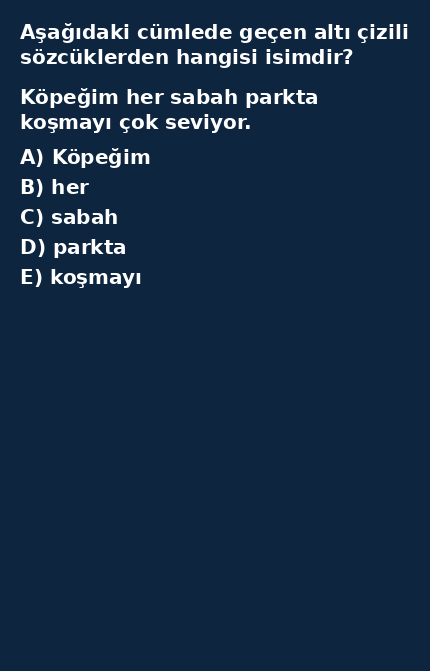 Aşağıdaki cümlede geçen altı çizili
sözcüklerden hangisi isimdir?
Köpeğim her sabah parkta
koşmayı çok seviyor.
A) Köpeğim
B) her
C) sabah
D) parkta
E) koşmayı